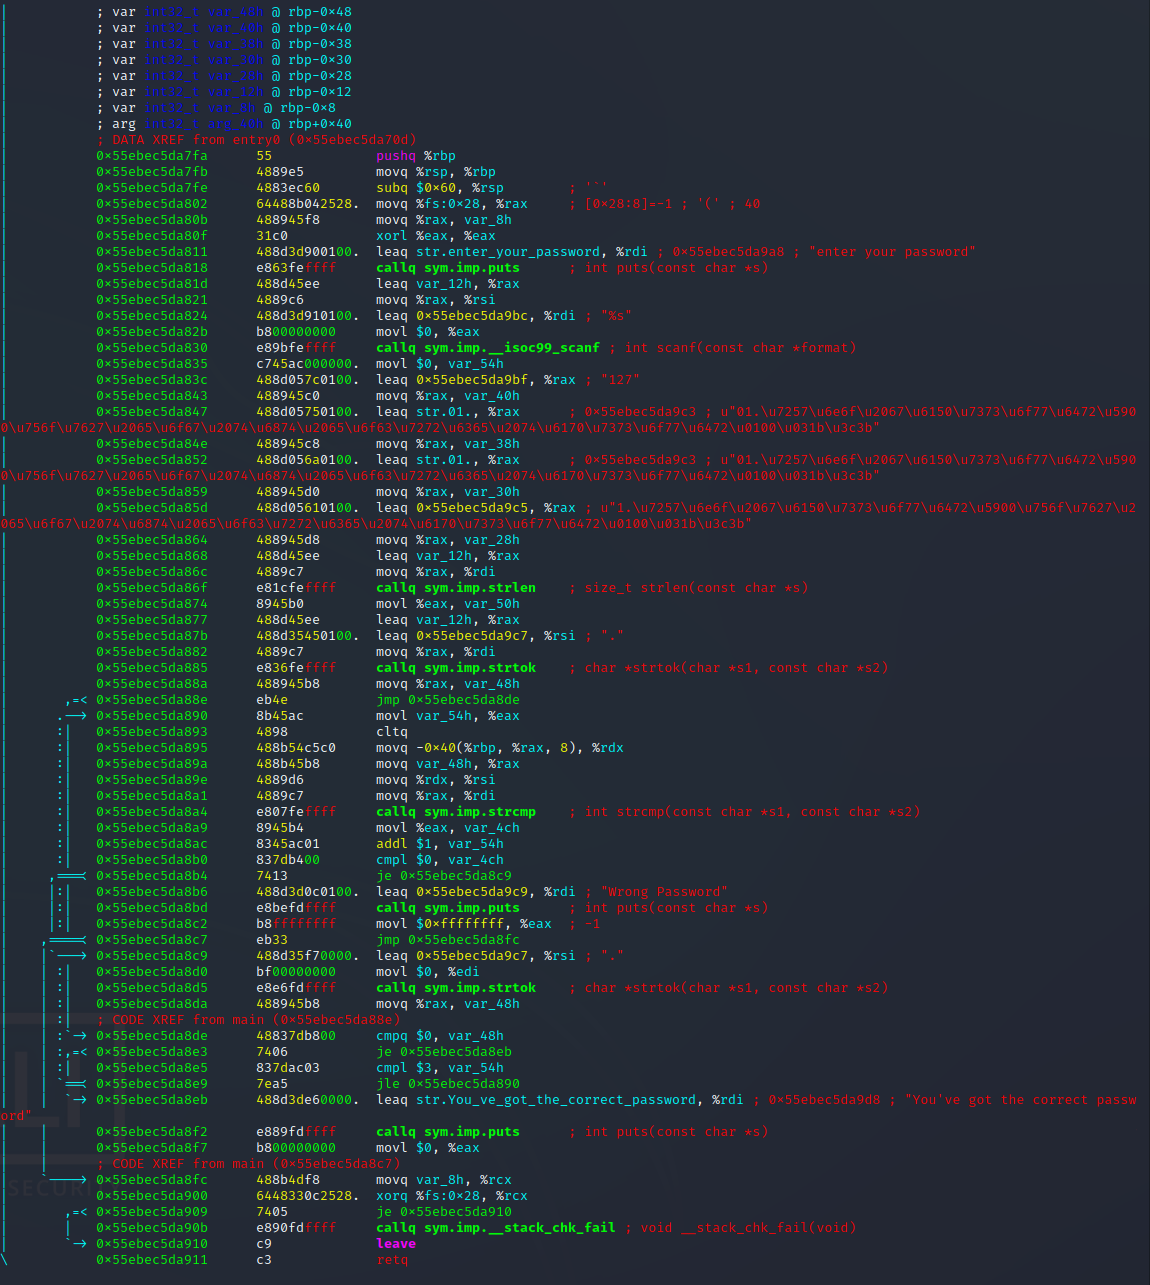 ; var int32_t var_48h @ rbp-0×48
; var int32_t var_40h @ rbp-0×40
; var int32_t var_38h @ rbp-0×38
; var int32_t var_30h @ rbp-0×30
; var int32_t var_28h @ rbp-0×28
; var int32_t var_12h @ rbp-0×12
; var int32_t var_8h @ rbp-0×8
; arg int32_t arg_40h @ rbp+0×40
; DATA XREF from entry0 (0×55ebec5da70d)
0×55ebec5da7fa 55 pushq %rbp
0×55ebec5da7fb 4889e5 movq %rsp, %rbp
0×55ebec5da7fe 4883ec60 subq $0×60, %rsp ; '`'
0×55ebec5da802 64488b042528. movq %fs:0×28, %rax ; [0×28:8]=-1 ; '(' ; 40
0×55ebec5da80b 488945f8 movq %rax, var_8h
0×55ebec5da80f 31c0 xorl %eax, %eax
0×55ebec5da811 488d3d900100. leaq str.enter_your_password, %rdi ; 0×55ebec5da9a8 ; "enter your password"
0×55ebec5da818 e863feffff callq sym.imp.puts ; int puts(const char *s)
0×55ebec5da81d 488d45ee leaq var_12h, %rax
0×55ebec5da821 4889c6 movq %rax, %rsi
0×55ebec5da824 488d3d910100. leaq 0×55ebec5da9bc, %rdi ; "%s"
0×55ebec5da82b b800000000 movl $0, %eax
0×55ebec5da830 e89bfeffff callq sym.imp.__isoc99_scanf ; int scanf(const char *format)
0×55ebec5da835 c745ac000000. movl $0, var_54h
0×55ebec5da83c 488d057c0100. leaq 0×55ebec5da9bf, %rax ; "127"
0×55ebec5da843 488945c0 movq %rax, var_40h
0×55ebec5da847 488d05750100. leaq str.01., %rax ; 0×55ebec5da9c3 ; u"01.\u7257\u6e6f\u2067\u6150\u7373\u6f77\u6472\u590
0\u756f\u7627\u2065\u6f67\u2074\u6874\u2065\u6f63\u7272\u6365\u2074\u6170\u7373\u6f77\u6472\u0100\u031b\u3c3b"
0×55ebec5da84e 488945c8 movq %rax, var_38h
0×55ebec5da852 488d056a0100. leaq str.01., %rax ; 0×55ebec5da9c3 ; u"01.\u7257\u6e6f\u2067\u6150\u7373\u6f77\u6472\u590
0\u756f\u7627\u2065\u6f67\u2074\u6874\u2065\u6f63\u7272\u6365\u2074\u6170\u7373\u6f77\u6472\u0100\u031b\u3c3b"
0×55ebec5da859 488945d0 movq %rax, var_30h
0×55ebec5da85d 488d05610100. leaq 0×55ebec5da9c5, %rax ; u"1.\u7257\u6e6f\u2067\u6150\u7373\u6f77\u6472\u5900\u756f\u7627\u2
065\u6f67\u2074\u6874\u2065\u6f63\u7272\u6365\u2074\u6170\u7373\u6f77\u6472\u0100\u031b\u3c3b"
0×55ebec5da864 488945d8 movq %rax, var_28h
0×55ebec5da868 488d45ee leaq var_12h, %rax
0×55ebec5da86c 4889c7 movq %rax, %rdi
0×55ebec5da86f e81cfeffff callq sym.imp.strlen ; size_t strlen(const char *s)
0×55ebec5da874 8945b0 movl %eax, var_50h
0×55ebec5da877 488d45ee leaq var_12h, %rax
0×55ebec5da87b 488d35450100. leaq 0×55ebec5da9c7, %rsi ; "."
0×55ebec5da882 4889c7 movq %rax, %rdi
0×55ebec5da885 e836feffff callq sym.imp.strtok ; char *strtok(char *s1, const char *s2)
0×55ebec5da88a 488945b8 movq %rax, var_48h
,=< 0×55ebec5da88e eb4e jmp 0×55ebec5da8de
.──> 0×55ebec5da890 8b45ac movl var_54h, %eax
:| 0×55ebec5da893 4898 cltq
:| 0×55ebec5da895 488b54c5c0 movq -0×40(%rbp, %rax, 8), %rdx
:| 0×55ebec5da89a 488b45b8 movq var_48h, %rax
:| 0×55ebec5da89e 4889d6 movq %rdx, %rsi
:| 0×55ebec5da8a1 4889c7 movq %rax, %rdi
:| 0×55ebec5da8a4 e807feffff callq sym.imp.strcmp ; int strcmp(const char *s1, const char *s2)
:| 0×55ebec5da8a9 8945b4 movl %eax, var_4ch
:| 0×55ebec5da8ac 8345ac01 addl $1, var_54h
:| 0×55ebec5da8b0 837db400 cmpl $0, var_4ch
,===< 0×55ebec5da8b4 7413 je 0×55ebec5da8c9
|:| 0×55ebec5da8b6 488d3d0c0100. leaq 0×55ebec5da9c9, %rdi ; "Wrong Password"
|:| 0×55ebec5da8bd e8befdffff callq sym.imp.puts ; int puts(const char *s)
|:| 0×55ebec5da8c2 b8ffffffff movl $0×ffffffff, %eax ; -1
,====< 0×55ebec5da8c7 eb33 jmp 0×55ebec5da8fc
|`───> 0×55ebec5da8c9 488d35f70000. leaq 0×55ebec5da9c7, %rsi ; "."
| :| 0×55ebec5da8d0 bf00000000 movl $0, %edi
| :| 0×55ebec5da8d5 e8e6fdffff callq sym.imp.strtok ; char *strtok(char *s1, const char *s2)
| :| 0×55ebec5da8da 488945b8 movq %rax, var_48h
| :| ; CODE XREF from main (0×55ebec5da88e)
| :`─> 0×55ebec5da8de 48837db800 cmpq $0, var_48h
| :,=< 0×55ebec5da8e3 7406 je 0×55ebec5da8eb
| :| 0×55ebec5da8e5 837dac03 cmpl $3, var_54h
| `==< 0×55ebec5da8e9 7ea5 jle 0×55ebec5da890
| `─> 0×55ebec5da8eb 488d3de60000. leaq str.You_ve_got_the_correct_password, %rdi ; 0×55ebec5da9d8 ; "You've got the correct passw
ord"
| 0×55ebec5da8f2 e889fdffff callq sym.imp.puts ; int puts(const char *s)
| 0×55ebec5da8f7 b800000000 movl $0, %eax
| ; CODE XREF from main (0×55ebec5da8c7)
`────> 0×55ebec5da8fc 488b4df8 movq var_8h, %rcx
SECURI
0×55ebec5da900 6448330c2528. xorq %fs:0×28, %rcx
,=< 0×55ebec5da909 7405 je 0×55ebec5da910
| 0×55ebec5da90b e890fdffff callq sym.imp.__stack_chk_fail ; void __stack_chk_fail(void)
`─> 0×55ebec5da910 c9 leave
\ 0×55ebec5da911 c3 retq